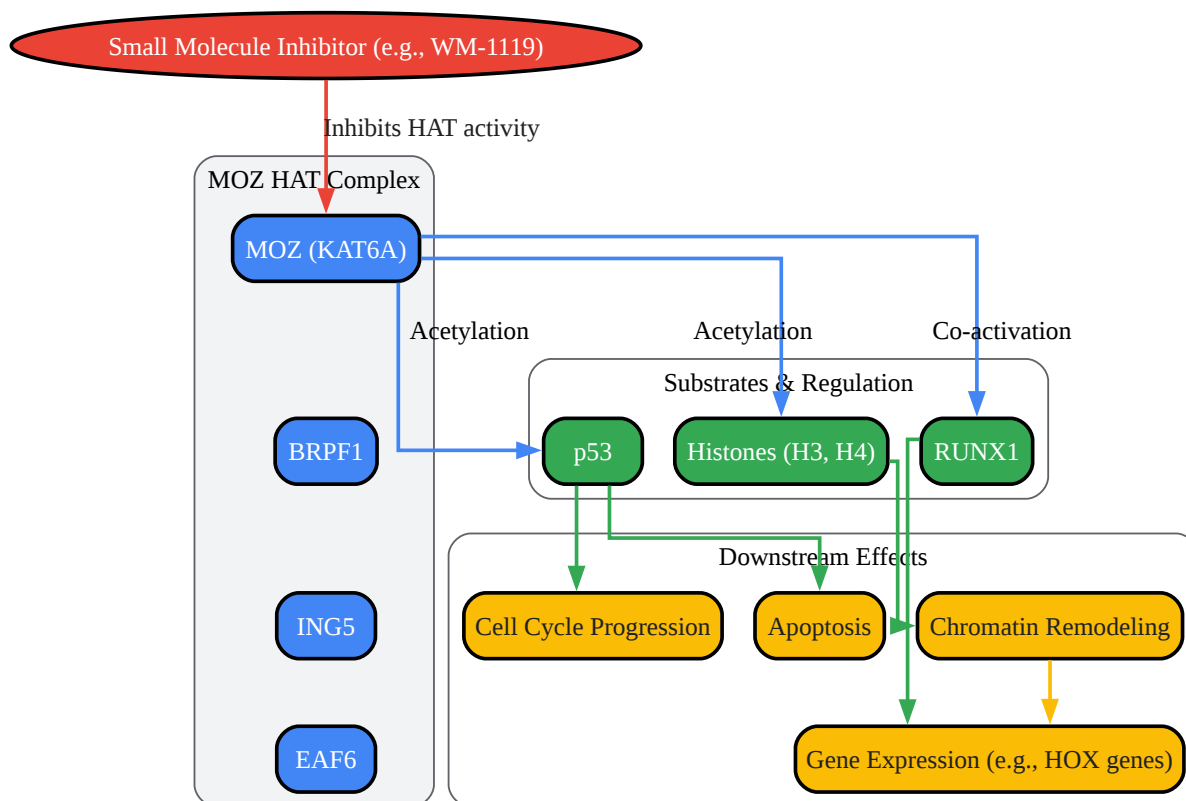 Small Molecule Inhibitor (e.g., WM-1119)
Inhibits HAT activity
MOZ HAT Complex
MOZ (KAT6A)
Acetylation
Acetylation
Co-activation
Substrates & Regulation
BRPF1
p53
Histones (H3, H4)
RUNX1
Downstream Effects
ING5
Cell Cycle Progression
Apoptosis
Chromatin Remodeling
EAF6
Gene Expression (e.g., HOX genes)